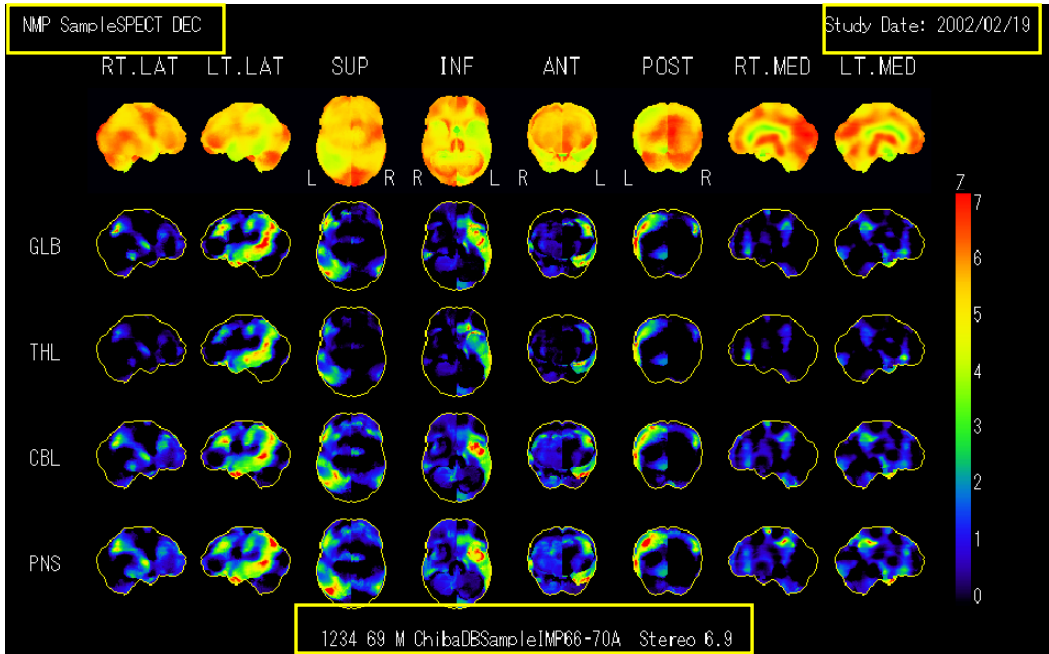 NMP SampleSPECT DEC
Study Date: 2002/02/19
RT.LAT LT.LAT SUP INF ANT POST RT.MED LT.MED
L R R L R L L R
7
7
GLB
6
5
THL
4
3
CBL
2
1
PNS
0
1234 69 M ChibaDBSampleIMP66-70A Stereo 6.9